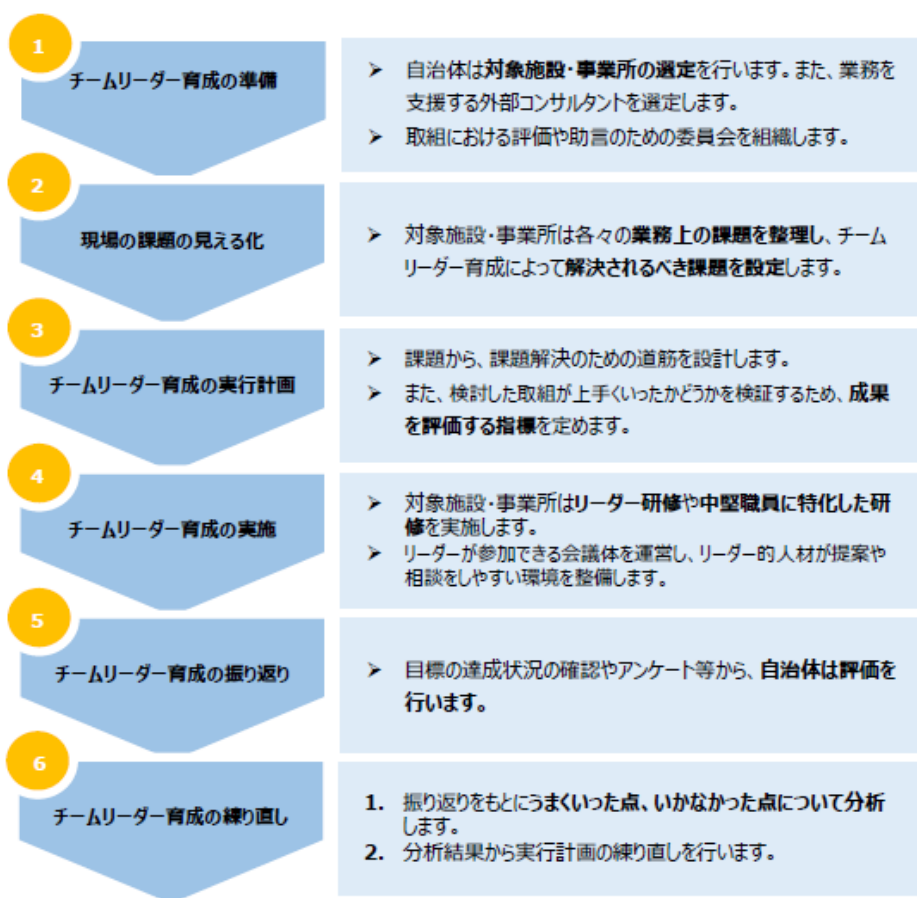 1
チームリーダー育成の準備
➢ 自治体は対象施設・事業所の選定を行います。また、業務を
支援する外部コンサルタントを選定します。
➢ 取組における評価や助言のための委員会を組織します。
2
現場の課題の見える化
➢ 対象施設・事業所は各々の業務上の課題を整理し、チーム
リーダー育成によって解決されるべき課題を設定します。
3
チームリーダー育成の実行計画
➢ 課題から、課題解決のための道筋を設計します。
➢ また、検討した取組が上手くいったかどうかを検証するため、成果
を評価する指標を定めます。
4
チームリーダー育成の実施
➢ 対象施設・事業所はリーダー研修や中堅職員に特化した研
修を実施します。
➢ リーダーが参加できる会議体を運営し、リーダー的人材が提案や
相談をしやすい環境を整備します。
5
チームリーダー育成の振り返り
➢ 目標の達成状況の確認やアンケート等から、自治体は評価を
行います。
6
チームリーダー育成の練り直し
1. 振り返りをもとにうまくいった点、いかなかった点について分析
します。
2. 分析結果から実行計画の練り直しを行います。